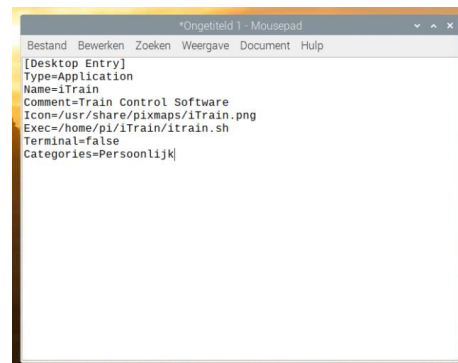 *Ongetiteld 1 - Mousepad
Bestand Bewerken Zoeken Weergave Document Hulp
[Desktop Entry]
Type=Application
Name=iTrain
Comment=Train Control Software
Icon=/usr/share/pixmaps/iTrain.png
Exec=/home/pi/iTrain/itrain.sh
Terminal=false
Categories=Persoonlijk